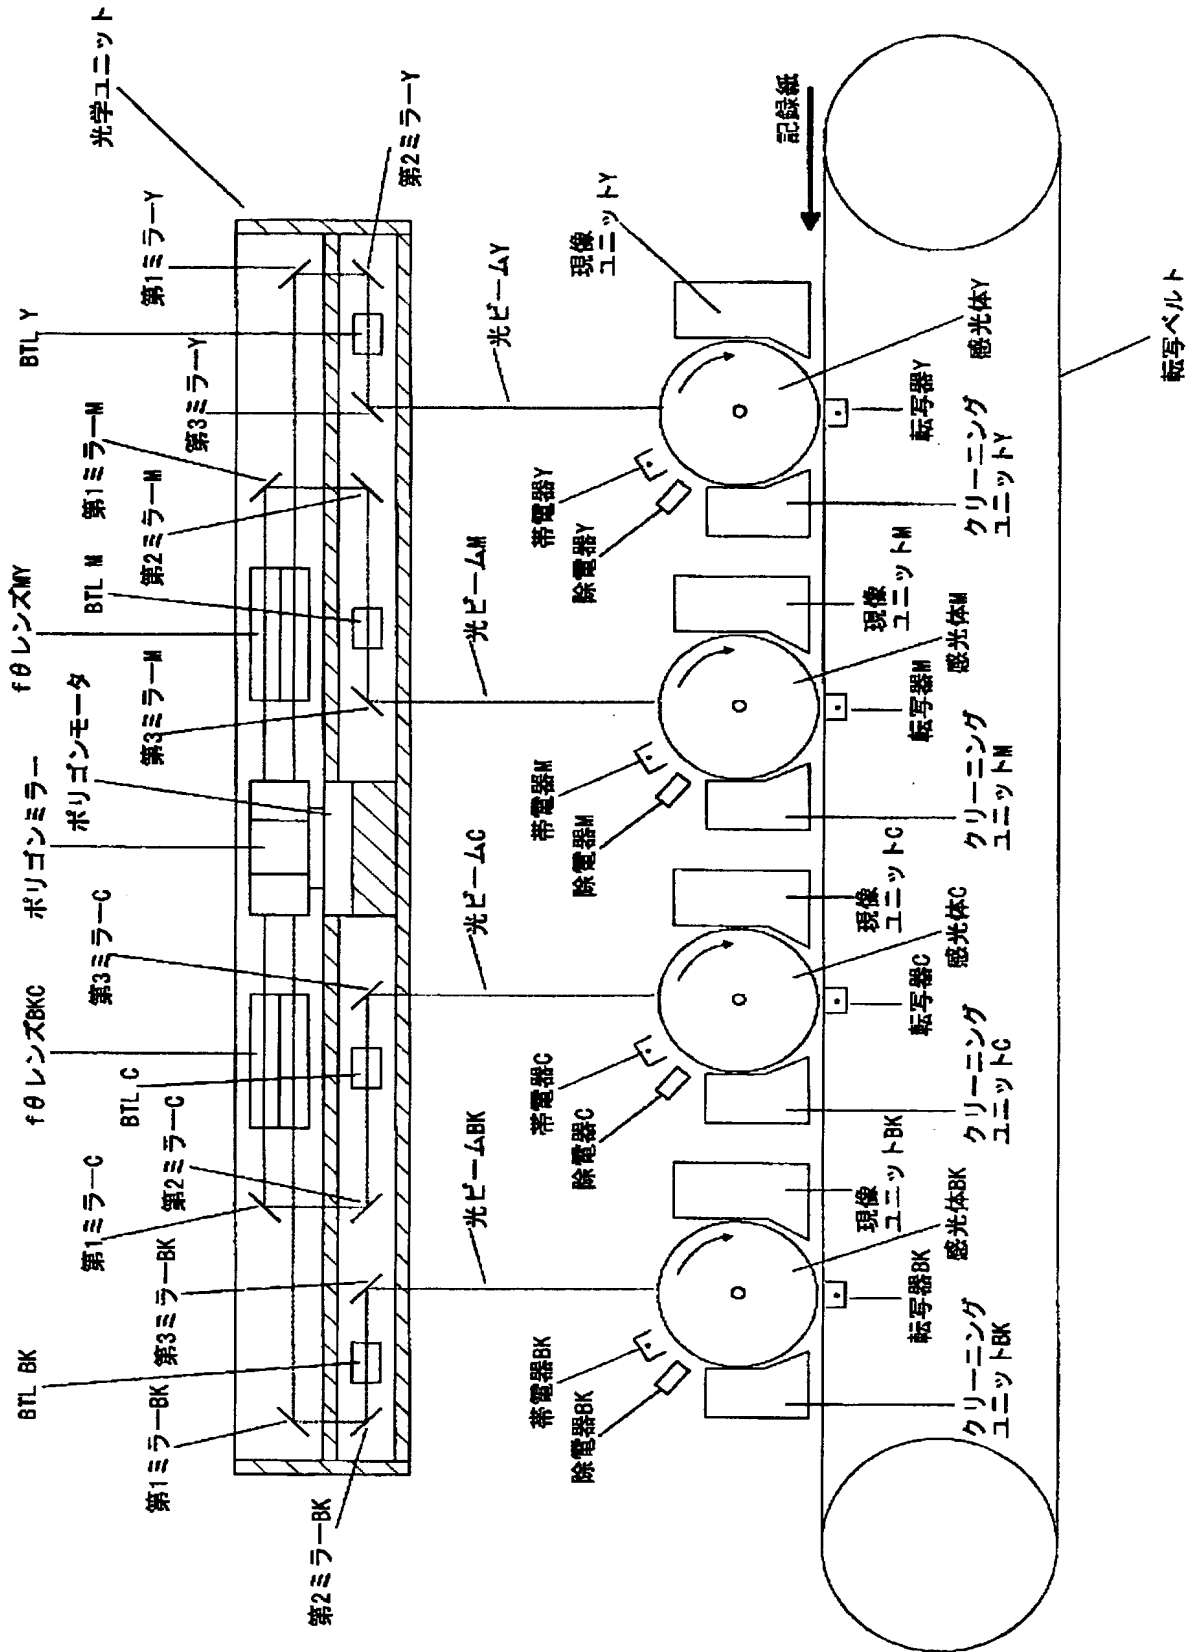 BTL BK
第1ミラーBK
第2ミラーBK
第3ミラーBK
第1ミラーC
第2ミラーC
BTL C
fθレンズBKC
第3ミラーC
ポリゴンミラー
ポリゴンモータ
第3ミラーM
fθレンズMY
BTL M
第2ミラーM
第1ミラーM
第3ミラーY
BTL Y
第1ミラーY
光学ユニット
第2ミラーY
光ビームBK
光ビームC
光ビームM
光ビームY
帯電器BK
除電器BK
現像
ユニットBK
感光体BK
転写器BK
クリーニング
ユニットBK
帯電器C
除電器C
現像
ユニットC
感光体C
転写器C
クリーニング
ユニットC
帯電器M
除電器M
現像
ユニットM
感光体M
転写器M
クリーニング
ユニットM
帯電器Y
除電器Y
現像
ユニットY
感光体Y
転写器Y
クリーニング
ユニットY
記録紙
転写ベルト